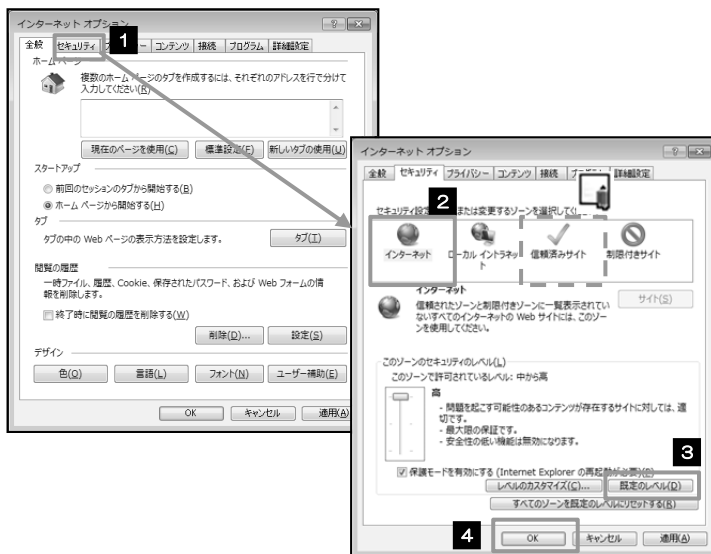 インターネット オプション
1
全般 セキュリティ コンテンツ 接続 プログラム 詳細設定
ホーム ページ
複数のホーム ページのタブを作成するには、それぞれのアドレスを行で分けて
入力してください(R)
現在のページを使用(C) 標準設定(F) 新しいタブの使用(U)
スタートアップ
前回のセッションのタブから開始する(B)
ホーム ページから開始する(H)
タブ
タブの中の Web ページの表示方法を設定します。 タブ(T)
閲覧の履歴
一時ファイル、履歴、Cookie、保存されたパスワード、および Web フォームの情
報を削除します。
終了時に閲覧の履歴を削除する(W)
削除(D)... 設定(S)
デザイン
色(O) 言語(L) フォント(N) ユーザー補助(E)
OK キャンセル 適用(A)
インターネット オプション
全般 セキュリティ プライバシー コンテンツ 接続 詳細設定
2
セキュリティ設定 または変更するゾーンを選択して
インターネット ローカル イントラネッ
ト 信頼済みサイト 制限付きサイト
インターネット
信頼されたゾーンと制限付きゾーンに一覧表示されてい
ないすべてのインターネットの Web サイトには、このゾー
ンを使用してください。
サイト(S)
このゾーンのセキュリティのレベル(L)
このゾーンで許可されているレベル: 中から高
高
- 問題を起こす可能性のあるコンテンツが存在するサイトに対しては、適
切です。
- 最大限の保証です。
- 安全性の低い機能は無効になります。
3
保護モードを有効にする (Internet Explorer の再起動が必要)(P)
レベルのカスタマイズ(C)... 既定のレベル(D)
すべてのゾーンを既定のレベルにリセットする(R)
4
OK キャンセル 適用(A)